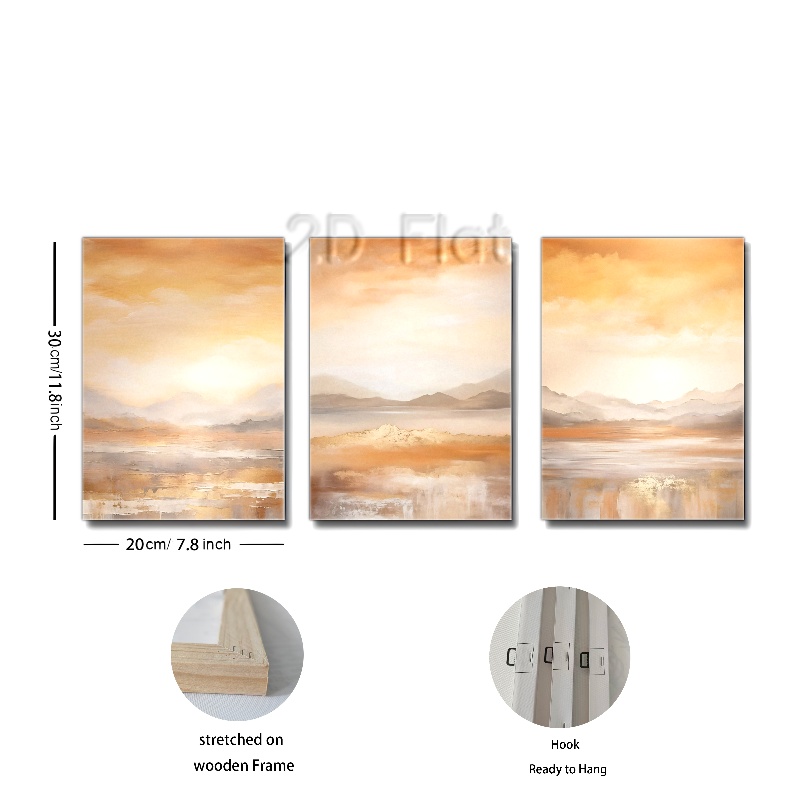 2D Flat
30cm/11.8inch
20cm/ 7.8 inch
stretched on
wooden Frame
Hook
Ready to Hang